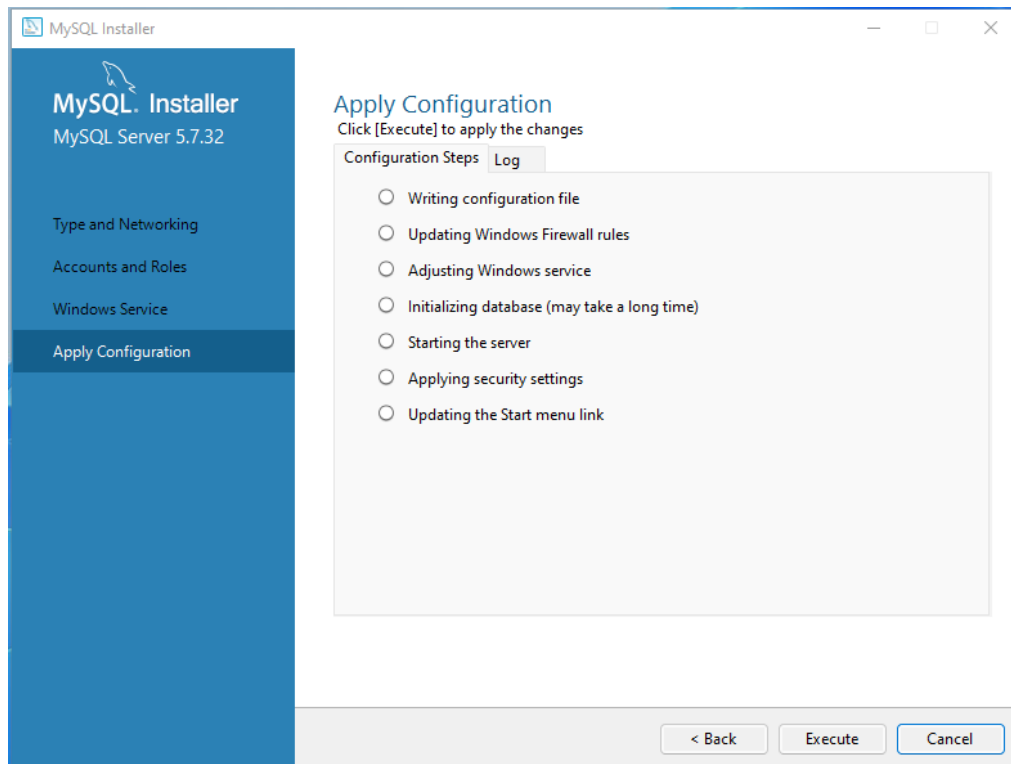 MySQL Installer
MySQL. Installer
MySQL Server 5.7.32
Type and Networking
Accounts and Roles
Windows Service
Apply Configuration
Apply Configuration
Click [Execute] to apply the changes
Configuration Steps Log
Writing configuration file
Updating Windows Firewall rules
Adjusting Windows service
Initializing database (may take a long time)
Starting the server
Applying security settings
Updating the Start menu link
< Back Execute Cancel